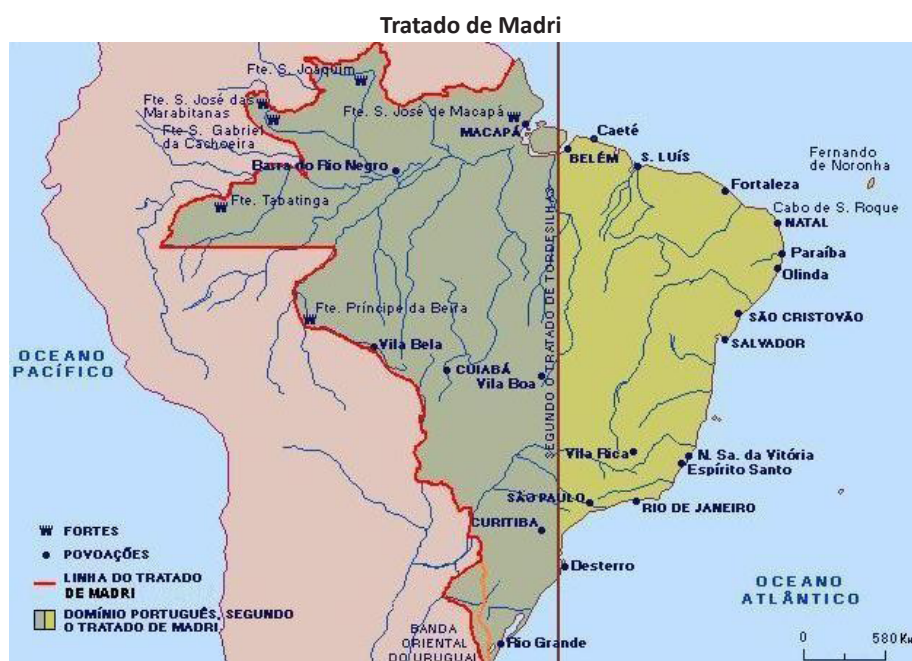 Tratado de Madri
Fte. S. Joaquim
Fte. S. José das
Marabitanas
Fte. S. Gabriel
da Cachoeira
Fte. S. José de Macapá
MACAPÁ
Caeté
BELÉM
S. LUÍS
Fernando
de Noronha
Barra do Rio Negro
Fortaleza
Fte. Tabatinga
Cabo de S. Roque
NATAL
Paraíba
Olinda
SEGUNDO O TRATADO DE TORDESILHAS
Fte. Príncipe da Beira
SÃO CRISTOVÃO
SALVADOR
OCEANO
PACÍFICO
Vila Bela
CUIABÁ
Vila Boa
Vila Rica
N. Sa. da Vitória
Espírito Santo
SÃO PAULO
RIO DE JANEIRO
CURITIBA
Desterro
OCEANO
ATLÂNTICO
BANDA
ORIENTAL
DO URUGUAI
Rio Grande
FORTES
POVOAÇÕES
LINHA DO TRATADO
DE MADRI
DOMÍNIO PORTUGUÊS, SEGUNDO
O TRATADO DE MADRI
0 580 Km